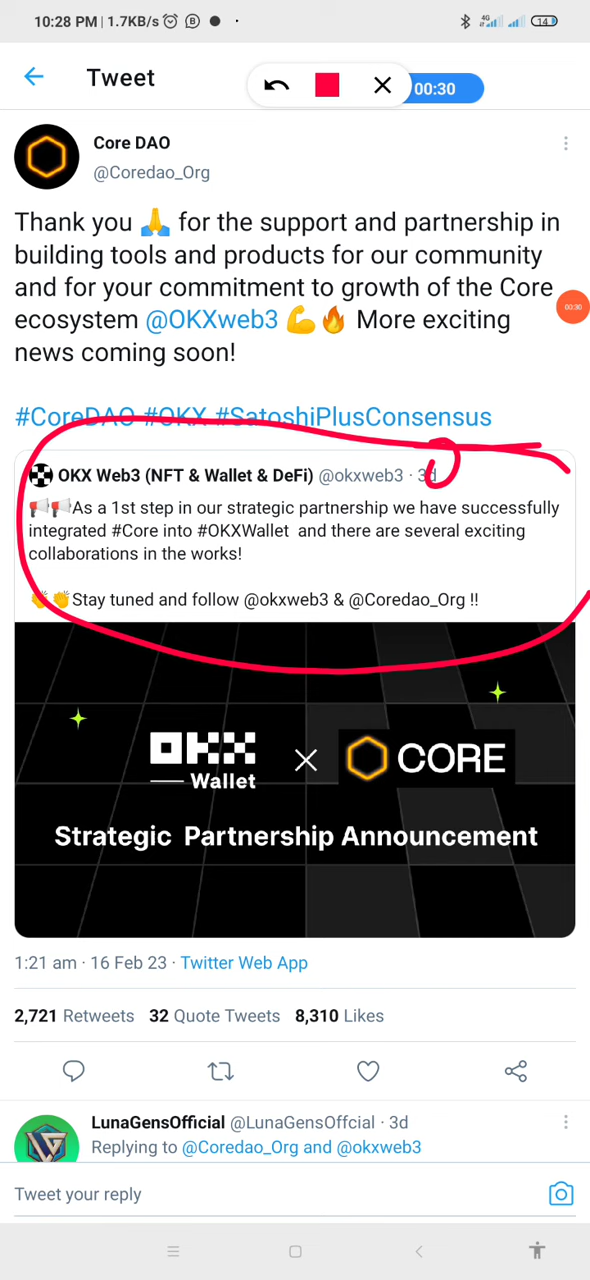 10:28 PM | 1.7KB/s
4G
14
Tweet
00:30
Core DAO
@Coredao_Org
Thank you 🙏 for the support and partnership in
building tools and products for our community
and for your commitment to growth of the Core
ecosystem @OKXweb3 💪🔥 More exciting
news coming soon!
00:30
#CoreDAO #OKX #SatoshiPlusConsensus
OKX Web3 (NFT & Wallet & DeFi) @okxweb3 · 3d
📢📢As a 1st step in our strategic partnership we have successfully
integrated #Core into #OKXWallet and there are several exciting
collaborations in the works!
👏👏Stay tuned and follow @okxweb3 & @Coredao_Org !!
OKX
Wallet
CORE
Strategic Partnership Announcement
1:21 am · 16 Feb 23 · Twitter Web App
2,721 Retweets 32 Quote Tweets 8,310 Likes
LunaGensOfficial @LunaGensOffcial · 3d
Replying to @Coredao_Org and @okxweb3
Tweet your reply